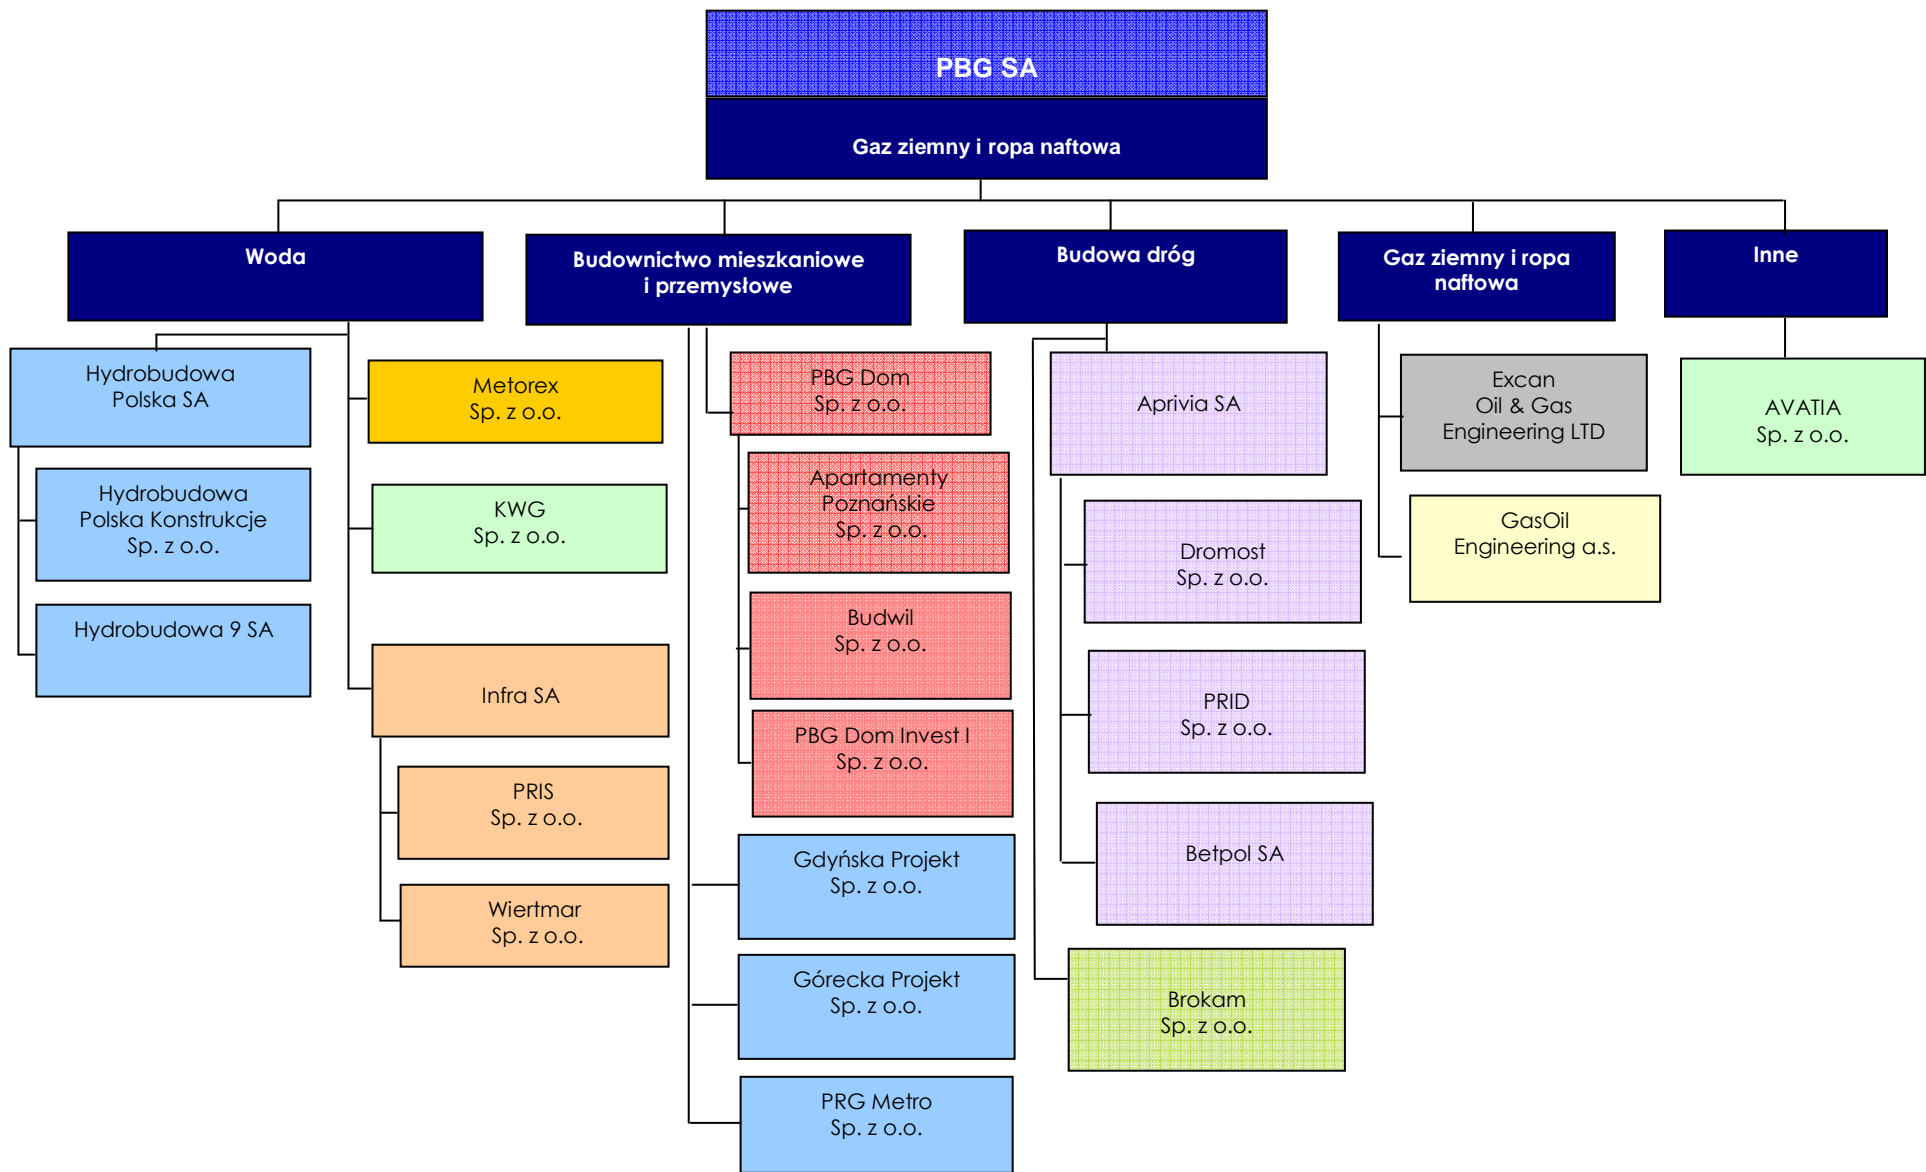 PBG SA
Gaz ziemny i ropa naftowa
Woda
Budownictwo mieszkaniowe
i przemysłowe
Budowa dróg
Gaz ziemny i ropa
naftowa
Inne
Hydrobudowa
Polska SA
Hydrobudowa
Polska Konstrukcje
Sp. z o.o.
Hydrobudowa 9 SA
Metorex
Sp. z o.o.
KWG
Sp. z o.o.
Infra SA
PRIS
Sp. z o.o.
Wiertmar
Sp. z o.o.
PBG Dom
Sp. z o.o.
Apartamenty
Poznańskie
Sp. z o.o.
Budwil
Sp. z o.o.
PBG Dom Invest I
Sp. z o.o.
Gdyńska Projekt
Sp. z o.o.
Górecka Projekt
Sp. z o.o.
PRG Metro
Sp. z o.o.
Aprivia SA
Dromost
Sp. z o.o.
PRID
Sp. z o.o.
Betpol SA
Brokam
Sp. z o.o.
Excan
Oil & Gas
Engineering LTD
GasOil
Engineering a.s.
AVATIA
Sp. z o.o.